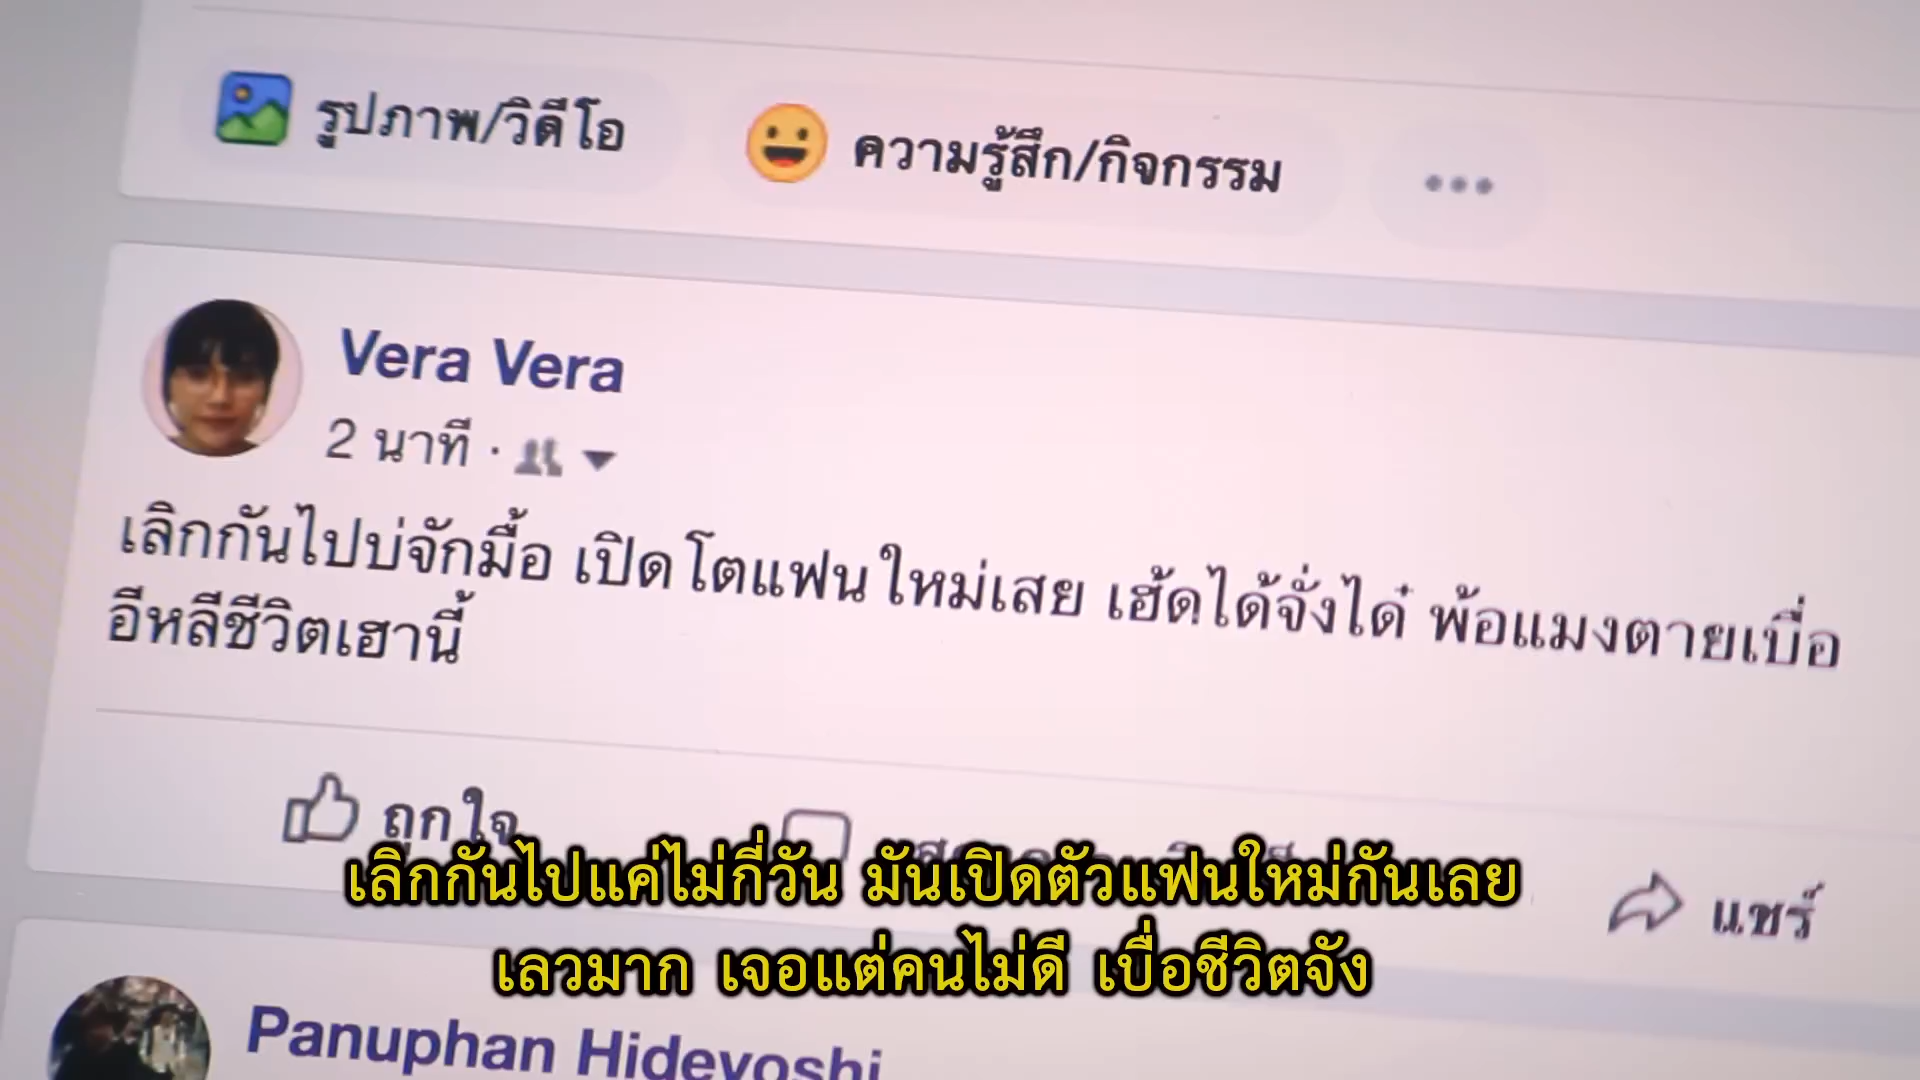 รูปภาพ/วิดีโอ
ความรู้สึก/กิจกรรม
Vera Vera
2 นาที ·
เลิกกันไปบ่จักมื้อ เปิดโตแฟนใหม่เสย เฮ้ดได้จั่งได๋ พ้อแมงตายเบื่อ
อีหลีชีวิตเฮานี้
ถูกใจ
แชร์
เลิกกันไปแค่ไม่กี่วัน มันเปิดตัวแฟนใหม่กันเลย
เลวมาก เจอแต่คนไม่ดี เบื่อชีวิตจัง
Panuphan Hideyoshi